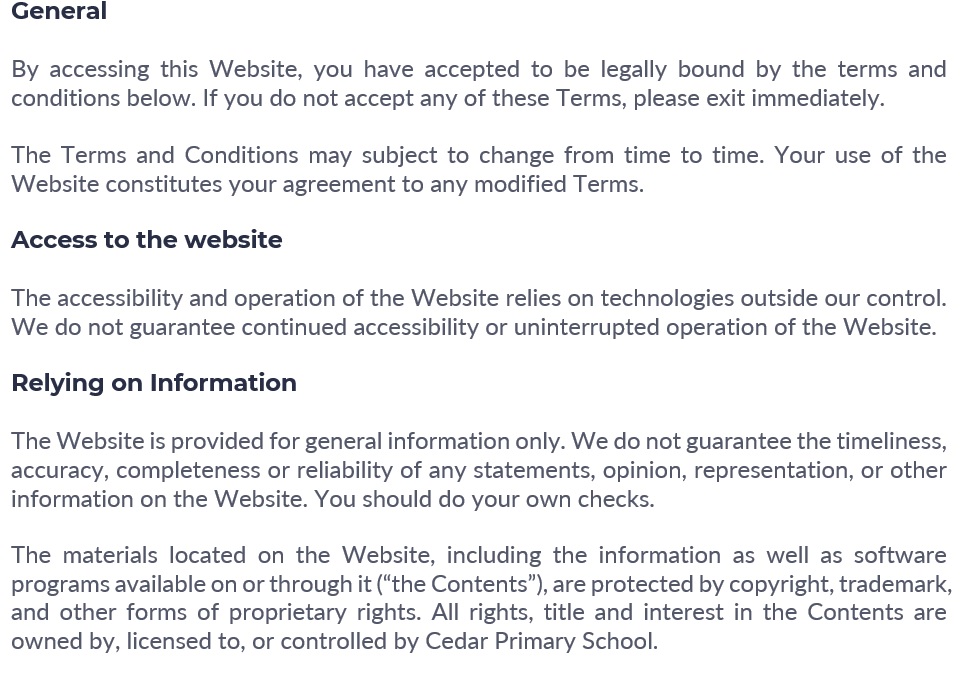 General
By accessing this Website, you have accepted to be legally bound by the terms and
conditions below. If you do not accept any of these Terms, please exit immediately.
The Terms and Conditions may subject to change from time to time. Your use of the
Website constitutes your agreement to any modified Terms.
Access to the website
The accessibility and operation of the Website relies on technologies outside our control.
We do not guarantee continued accessibility or uninterrupted operation of the Website.
Relying on Information
The Website is provided for general information only. We do not guarantee the timeliness,
accuracy, completeness or reliability of any statements, opinion, representation, or other
information on the Website. You should do your own checks.
The materials located on the Website, including the information as well as software
programs available on or through it (“the Contents”), are protected by copyright, trademark,
and other forms of proprietary rights. All rights, title and interest in the Contents are
owned by, licensed to, or controlled by Cedar Primary School.